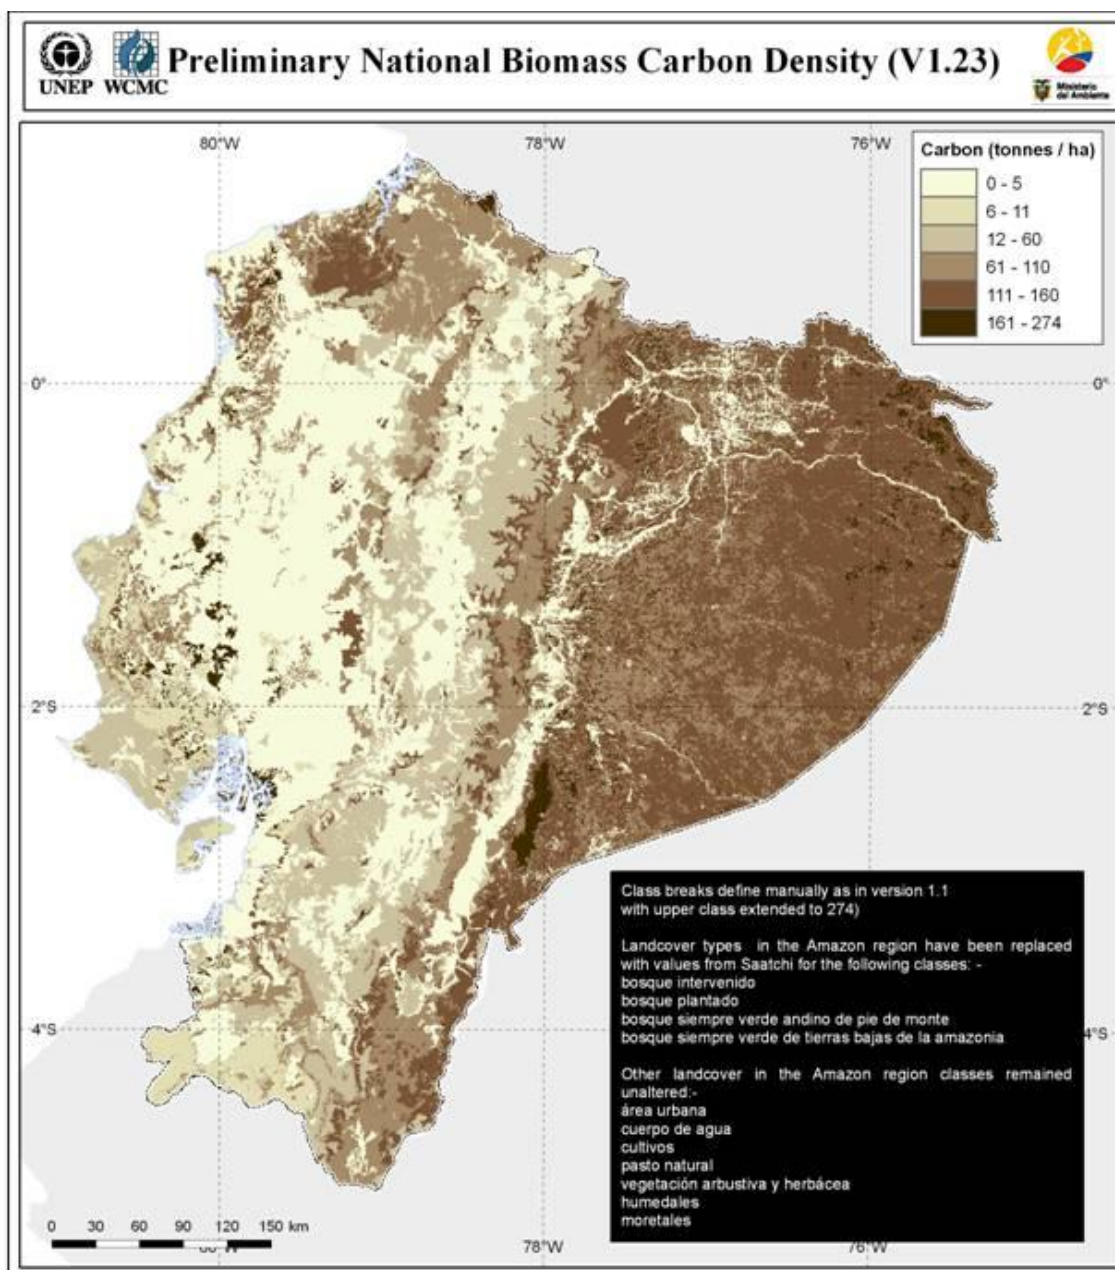 UNEP WCMC
Preliminary National Biomass Carbon Density (V1.23)
Ministerio
del Ambiente
80°W 78°W 76°W
Carbon (tonnes / ha)
0 - 5
6 - 11
12 - 60
61 - 110
111 - 160
161 - 274
0° 0°
2°S 2°S
Class breaks define manually as in version 1.1
with upper class extended to 274)
Landcover types in the Amazon region have been replaced
with values from Saatchi for the following classes: -
bosque intervenido
bosque plantado
bosque siempre verde andino de pie de monte
bosque siempre verde de tierras bajas de la amazonia
4°S 4°S
Other landcover in the Amazon region classes remained
unaltered:-
área urbana
cuerpo de agua
cultivos
pasto natural
vegetación arbustiva y herbácea
humedales
moretales
0 30 60 90 120 150 km
80°W 78°W 76°W